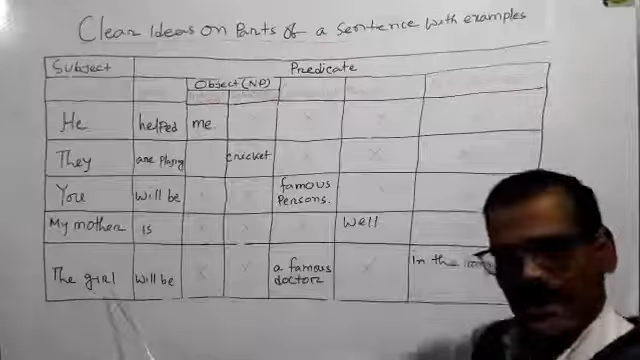 Clear Ideas on Parts of a Sentence with examples
Subject Predicate
Object (NP)
He helped me x x x
They are playing cricket x x x
You will be x x famous Persons. x
My mother is x x x Well
The girl will be x x a famous doctor x In the